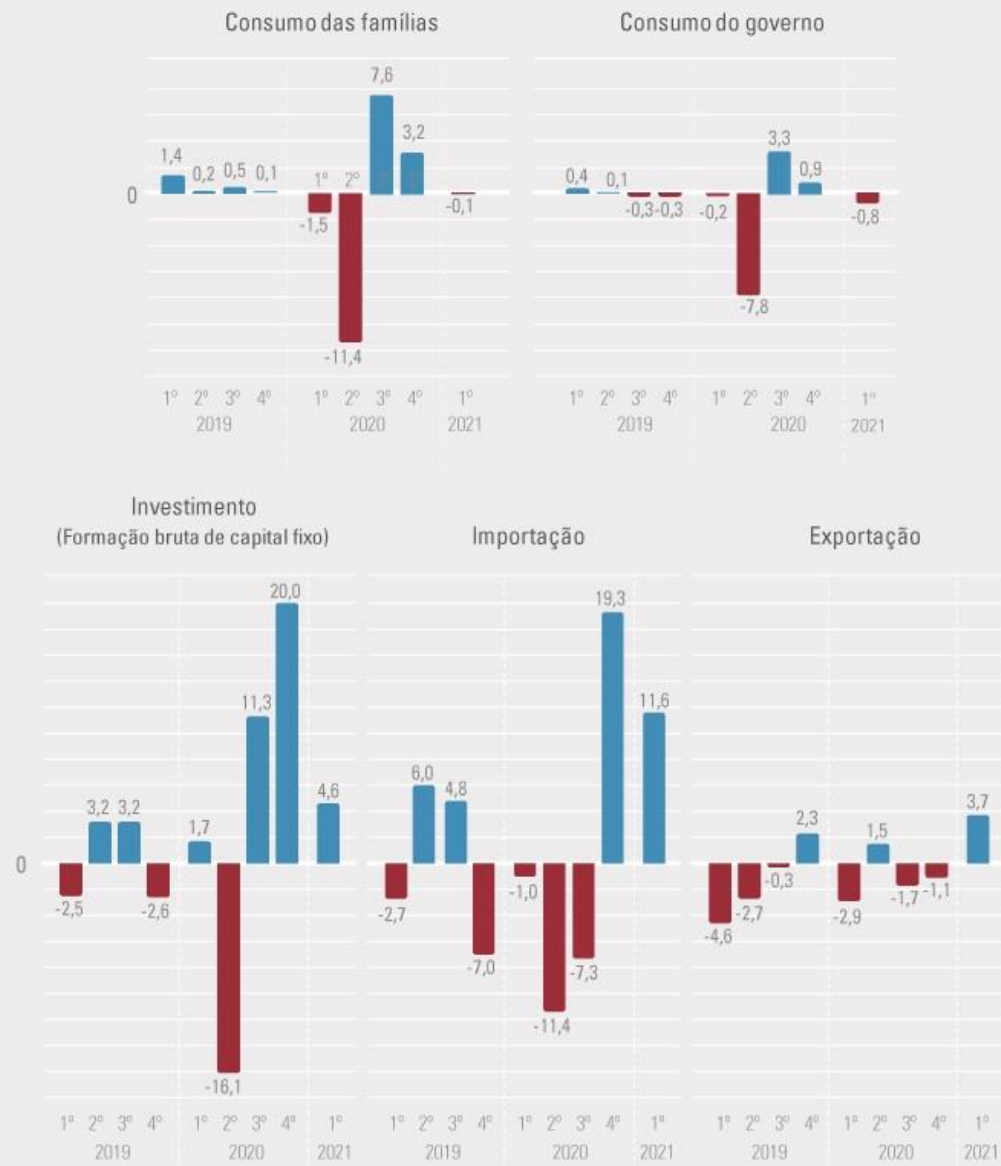 Consumo das famílias
1,4
0,2
0,5
0,1
7,6
3,2
0
1º
2º
-1,5
-11,4
-0,1
1º 2º 3º 4º
2019
1º 2º 3º 4º
2020
1º
2021
Consumo do governo
0,4
0,1
-0,3
-0,3
-0,2
-7,8
3,3
0,9
-0,8
1º 2º 3º 4º
2019
1º 2º 3º 4º
2020
1º
2021
Investimento
(Formação bruta de capital fixo)
0
-2,5
3,2
3,2
-2,6
1,7
-16,1
11,3
20,0
4,6
1º 2º 3º 4º
2019
1º 2º 3º 4º
2020
1º
2021
Importação
-2,7
6,0
4,8
-7,0
-1,0
-11,4
-7,3
19,3
11,6
1º 2º 3º 4º
2019
1º 2º 3º 4º
2020
1º
2021
Exportação
-4,6
-2,7
-0,3
2,3
-2,9
1,5
-1,7
-1,1
3,7
1º 2º 3º 4º
2019
1º 2º 3º 4º
2020
1º
2021